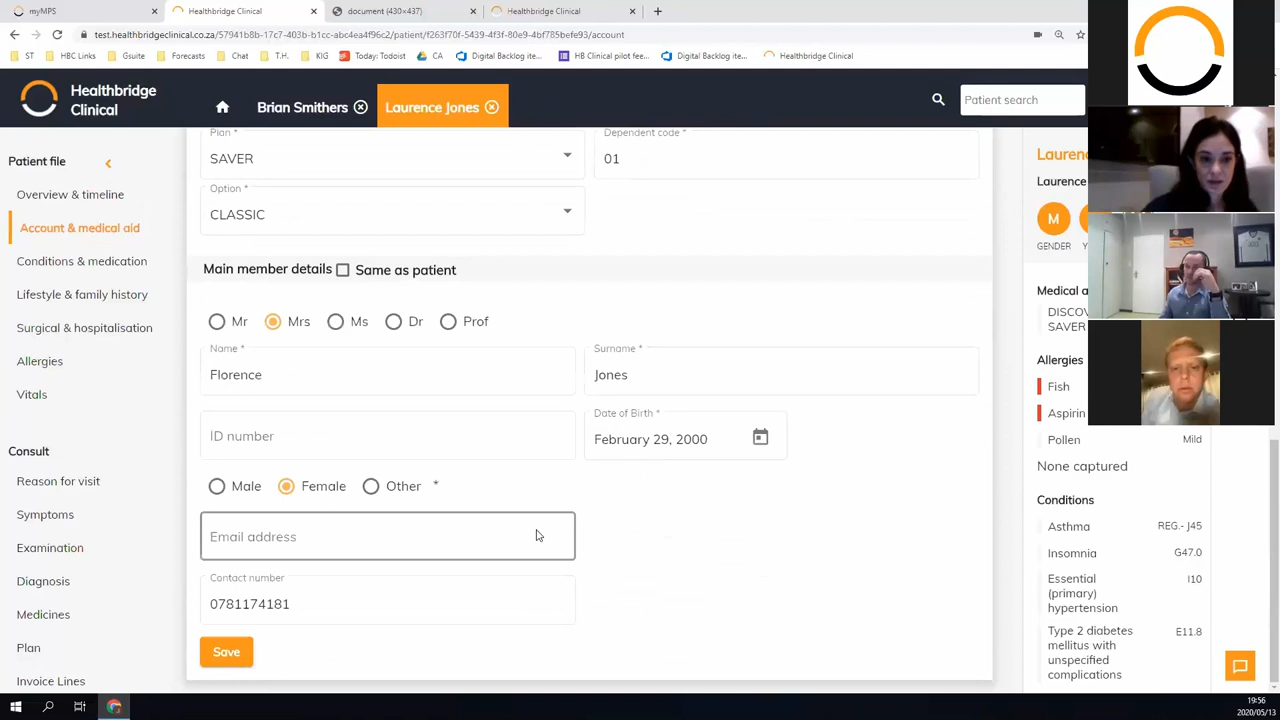 myMPS
Healthbridge Clinical
document (430×437)
Healthbridge Clinical
test.healthbridgeclinical.co.za/57941b8b-17c7-403b-b1cc-abc4ea4f96c2/patient/f263f70f-5439-4f3f-80e9-4bf785befe93/account
ST
HBC Links
Gsuite
Forecasts
Chat
T.H.
KIG
Today: Todoist
CA
Digital Backlog ite...
HB Clinical pilot fee...
Digital Backlog ite...
Healthbridge Clinical
Healthbridge
Clinical
Brian Smithers
Laurence Jones
Patient search
Patient file
Overview & timeline
Account & medical aid
Conditions & medication
Lifestyle & family history
Surgical & hospitalisation
Allergies
Vitals
Consult
Reason for visit
Symptoms
Examination
Diagnosis
Medicines
Plan
Invoice Lines
Plan *
SAVER
Dependent code *
01
Option *
CLASSIC
Main member details
Same as patient
Mr
Mrs
Ms
Dr
Prof
Name *
Florence
Surname *
Jones
ID number
Date of Birth *
February 29, 2000
Male
Female
Other *
Email address
Contact number
0781174181
Save
Laurenc
Laurence
M
GENDER
Y
Medical a
DISCO
SAVER
Allergies
Fish
Aspirin
Pollen
Mild
None captured
Conditions
Asthma
REG.- J45
Insomnia
G47.0
Essential
(primary)
hypertension
I10
Type 2 diabetes
mellitus with
unspecified
complications
E11.8
19:56
2020/05/13